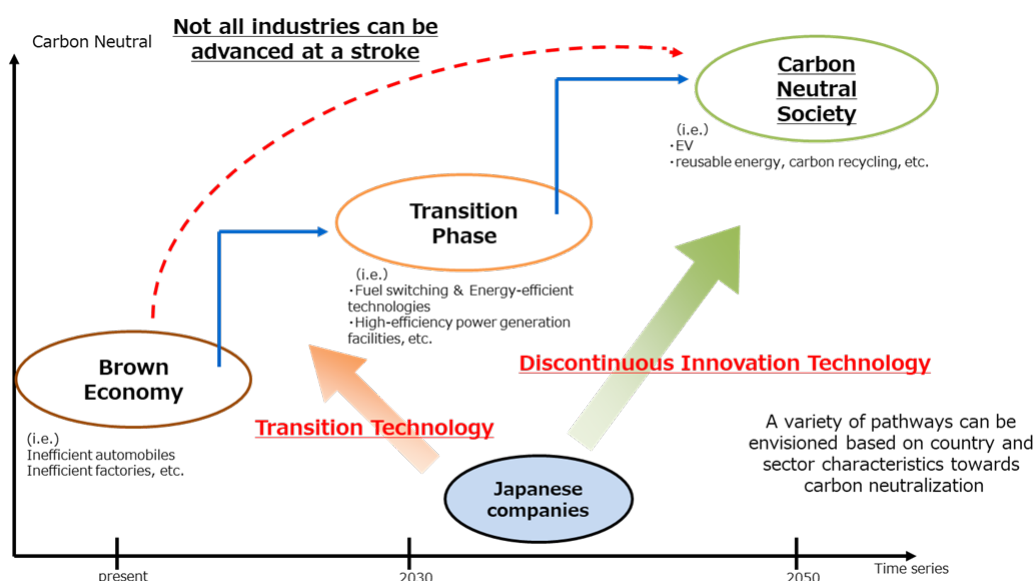 Not all industries can be
advanced at a stroke
Carbon Neutral
Carbon
Neutral
Society
(i.e.)
・EV
・reusable energy, carbon recycling, etc.
Transition
Phase
(i.e.)
・Fuel switching & Energy-efficient
technologies
・High-efficiency power generation
facilities, etc.
Brown
Economy
(i.e.)
Inefficient automobiles
Inefficient factories, etc.
Transition Technology
Discontinuous Innovation Technology
Japanese
companies
A variety of pathways can be
envisioned based on country and
sector characteristics towards
carbon neutralization
present
2030
2050
Time series